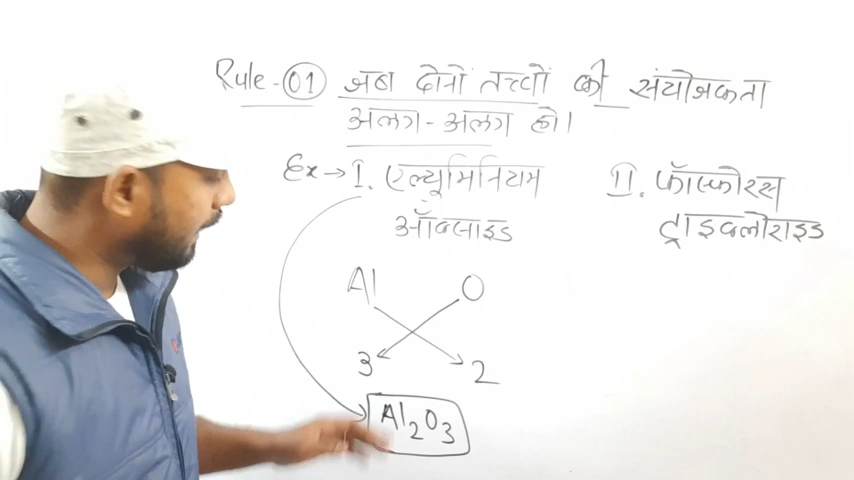 Rule-01 जब दोनों तत्त्वों की संयोजकता
अलग-अलग हो।
Ex→ I. एल्यूमिनियम
ऑक्साइड
II. फॉस्फोरस
ट्राइक्लोराइड
Al O
3 2
Al₂O₃